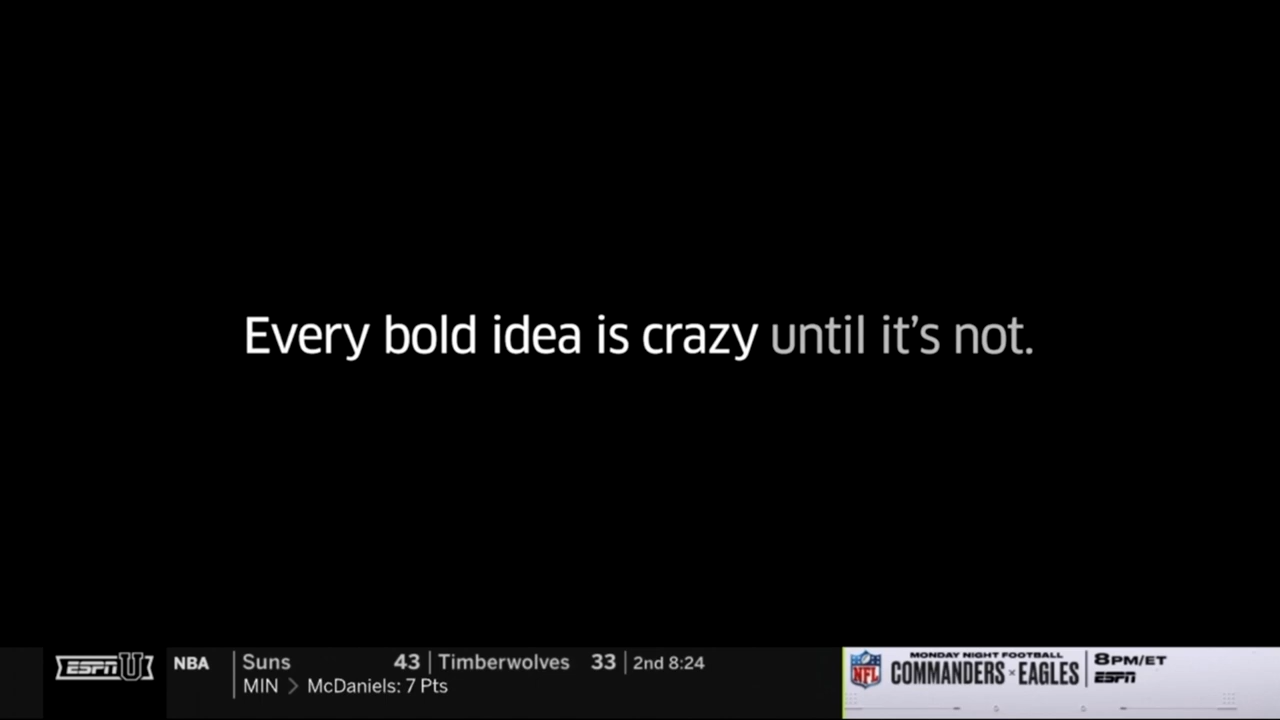 Every bold idea is crazy until it's not.
ESPNU NBA Suns 43 Timberwolves 33 2nd 8:24
MIN > McDaniels: 7 Pts
NFL MONDAY NIGHT FOOTBALL
COMMANDERS × EAGLES
8PM/ET
ESPN